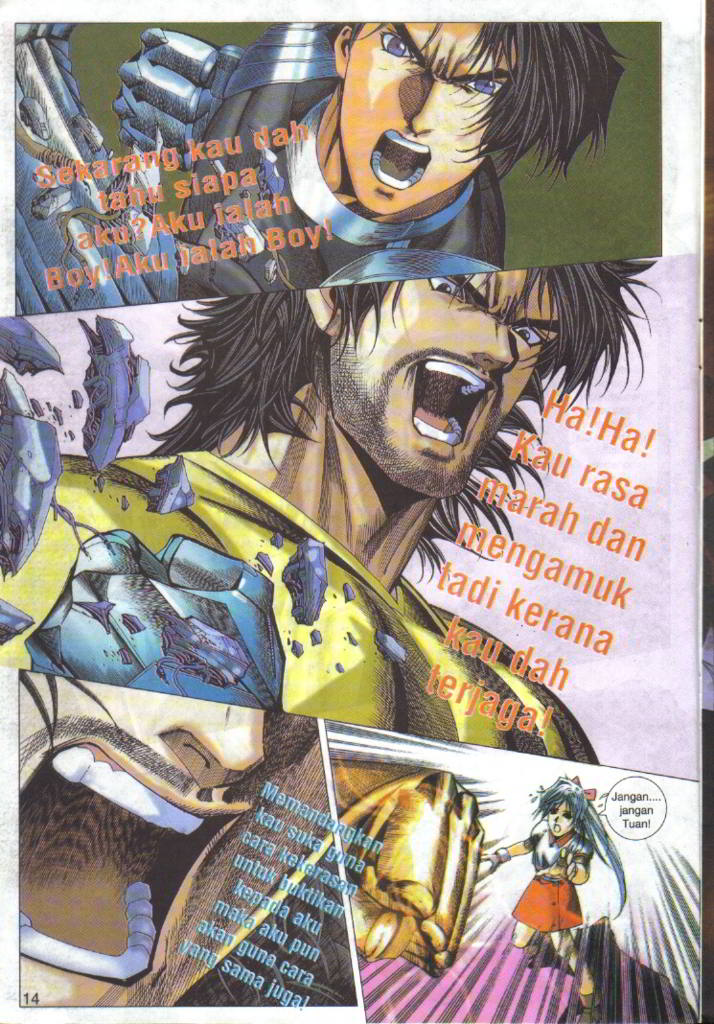 Sekarang kau dah
tahu siapa
aku?Aku ialah
Boy!Aku ialah Boy!
Ha!Ha!
Kau rasa
marah dan
mengamuk
tadi kerana
kau dah
terjaga!
Memandangkan
kau suka guna
cara kekerasan
untuk buktikan
kepada aku
maka aku pun
akan guna cara
yang sama juga!
Jangan....
jangan
Tuan!
14